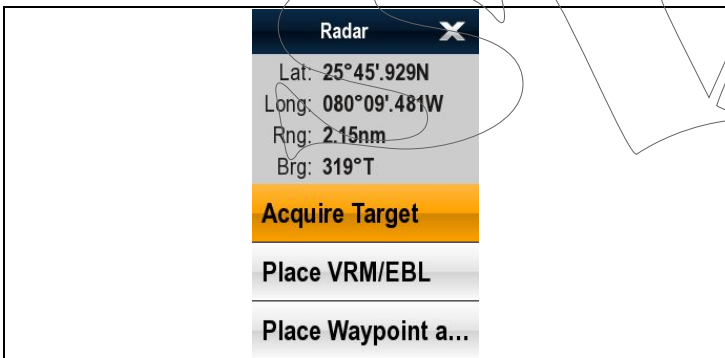 Radar
Lat: 25°45'.929N
Long: 080°09'.481W
Rng: 2.15nm
Brg: 319°T
Acquire Target
Place VRM/EBL
Place Waypoint a...